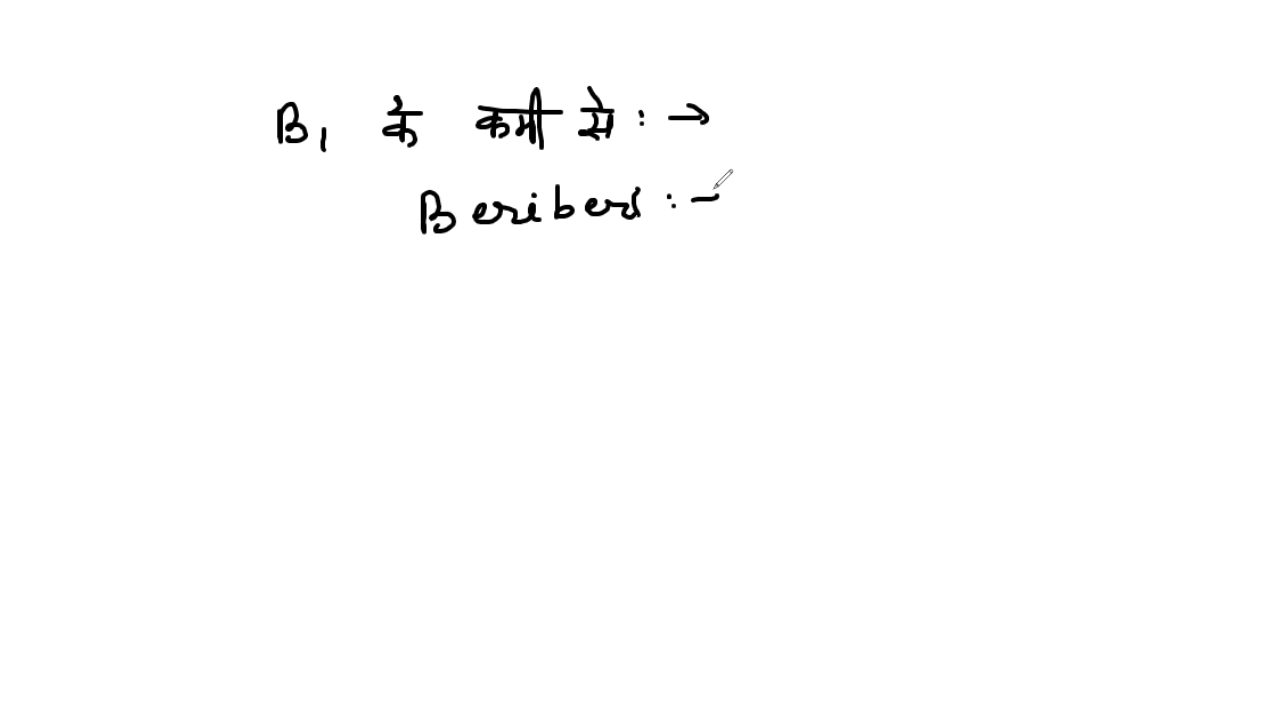 B₁ के कमी से : →
Beriberi : -